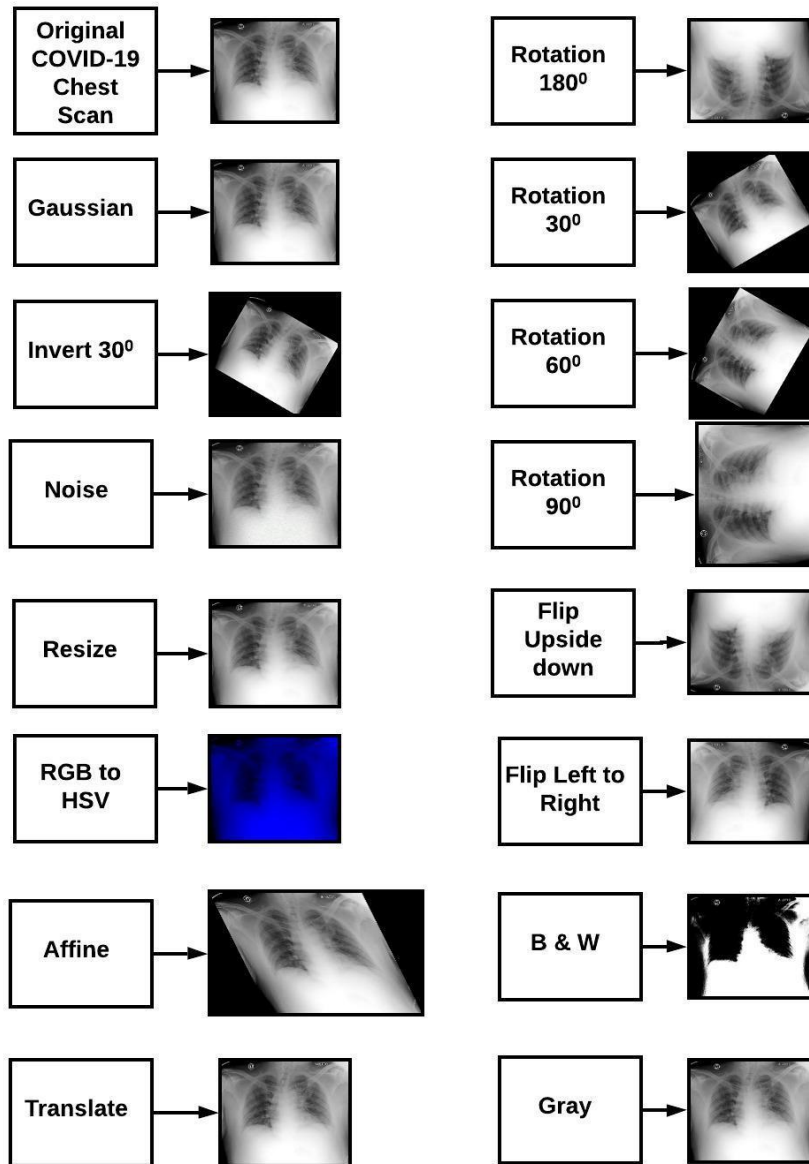 Original
COVID-19
Chest
Scan
Gaussian
Invert 30⁰
Noise
Resize
RGB to
HSV
Affine
Translate
Rotation
180⁰
Rotation
30⁰
Rotation
60⁰
Rotation
90⁰
Flip
Upside
down
Flip Left to
Right
B & W
Gray